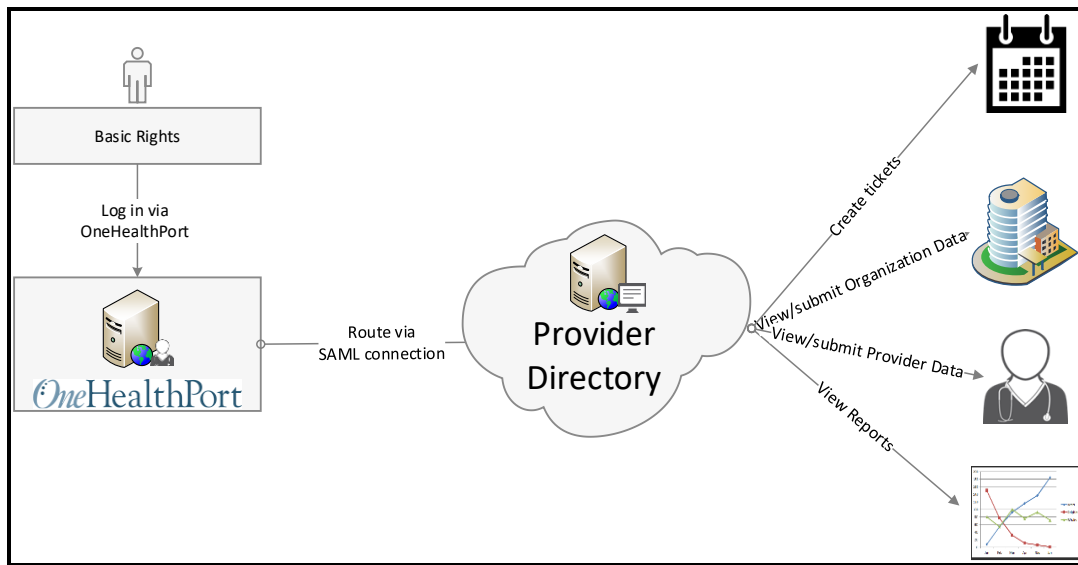 Basic Rights
Log in via
OneHealthPort
OneHealthPort
Route via
SAML connection
Provider
Directory
Create tickets
View/submit Organization Data
View/submit Provider Data
View Reports